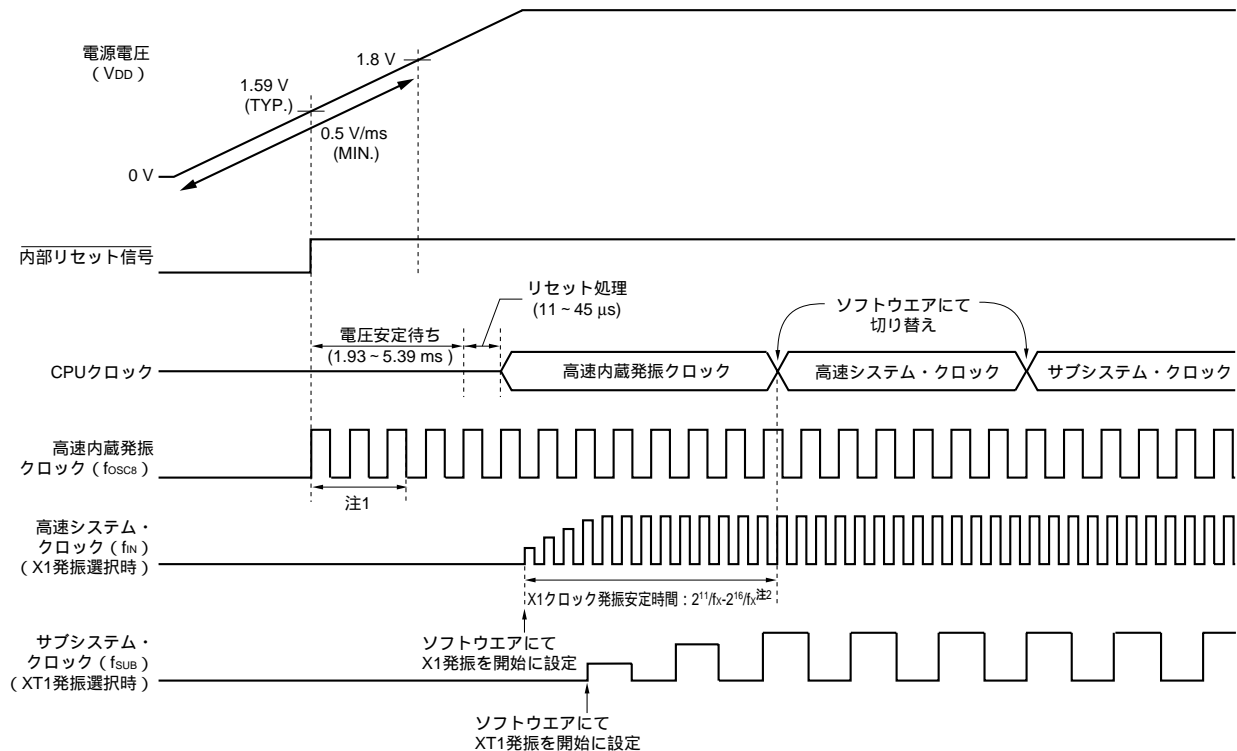 電源電圧
（VDD）
1.8 V
1.59 V
(TYP.)
0.5 V/ms
(MIN.)
0 V
内部リセット信号
リセット処理
(11 ~ 45 μs)
電圧安定待ち
(1.93 ~ 5.39 ms )
ソフトウエアにて
切り替え
CPUクロック
高速内蔵発振クロック
高速システム・クロック
サブシステム・クロック
高速内蔵発振
クロック（fOSC8）
注1
高速システム・
クロック（fIN）
（X1発振選択時）
X1クロック発振安定時間：2¹¹/fX-2¹⁶/fX注2
ソフトウエアにて
X1発振を開始に設定
サブシステム・
クロック（fSUB）
（XT1発振選択時）
ソフトウエアにて
XT1発振を開始に設定